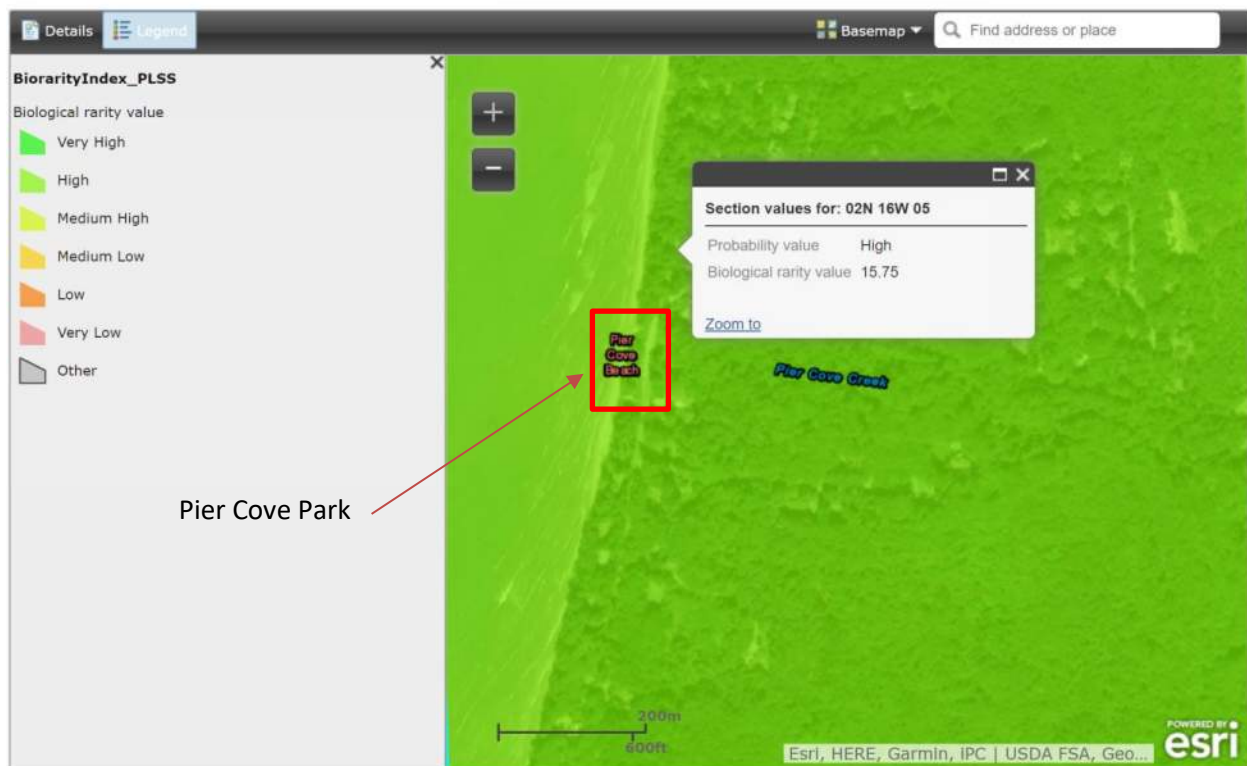 Details
Legend
Basemap
Find address or place
BiorarityIndex_PLSS
Biological rarity value
Very High
High
Medium High
Medium Low
Low
Very Low
Other
+
−
Section values for: 02N 16W 05
Probability value High
Biological rarity value 15.75
Zoom to
Pier
Cove
Beach
Pier Cove Creek
Pier Cove Park
200m
600ft
Esri, HERE, Garmin, iPC | USDA FSA, Geo...
POWERED BY
esri